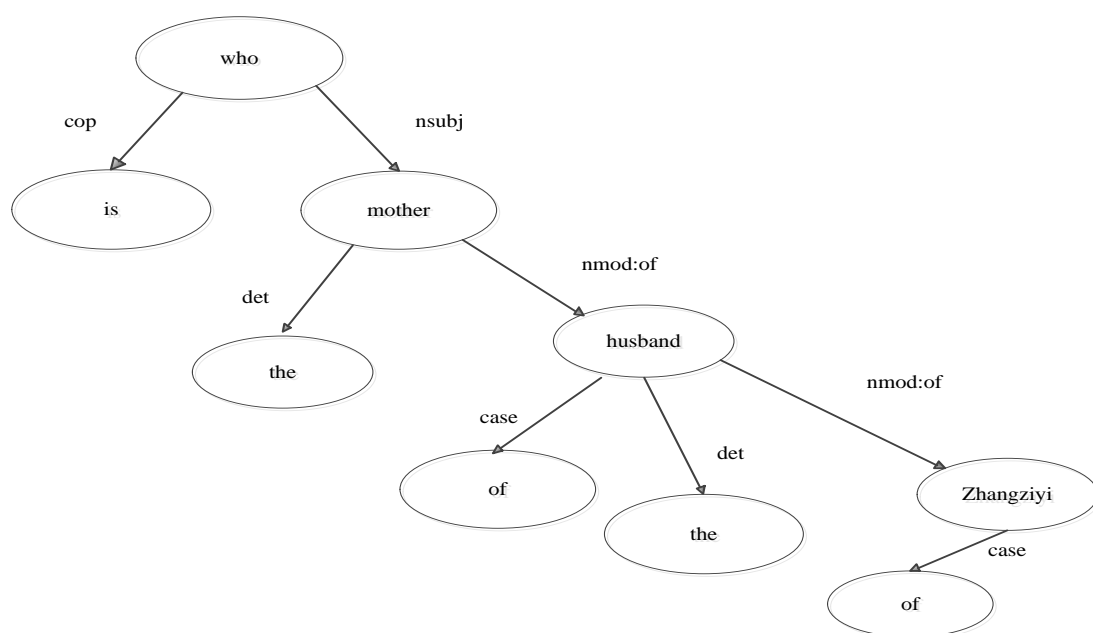 who
cop
nsubj
is
mother
nmod:of
det
husband
the
nmod:of
case
det
of
Zhangziyi
the
case
of